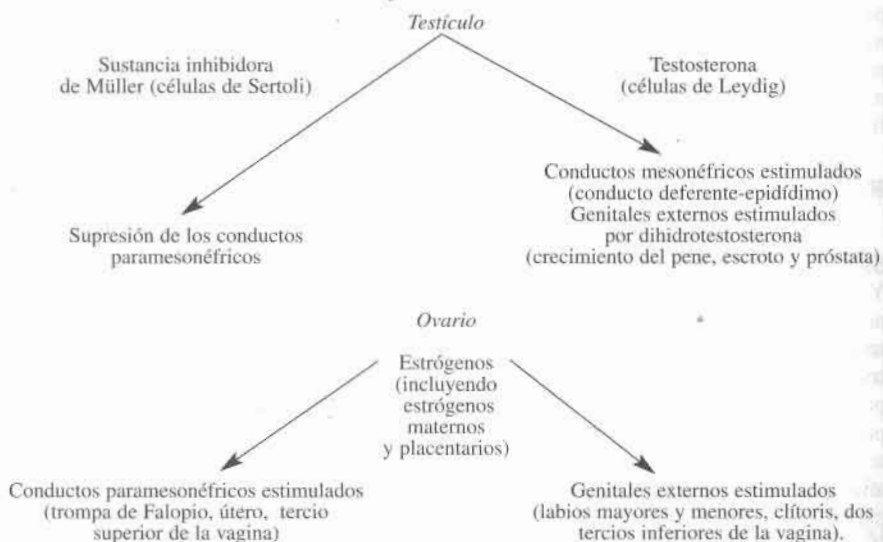 Testículo
Sustancia inhibidora
de Müller (células de Sertoli)
Testosterona
(células de Leydig)
Supresión de los conductos
paramesonéfricos
Conductos mesonéfricos estimulados
(conducto deferente-epidídimo)
Genitales externos estimulados
por dihidrotestosterona
(crecimiento del pene, escroto y próstata)
Ovario
Estrógenos
(incluyendo
estrógenos
maternos
y placentarios)
Conductos paramesonéfricos estimulados
(trompa de Falopio, útero, tercio
superior de la vagina)
Genitales externos estimulados
(labios mayores y menores, clítoris, dos
tercios inferiores de la vagina).